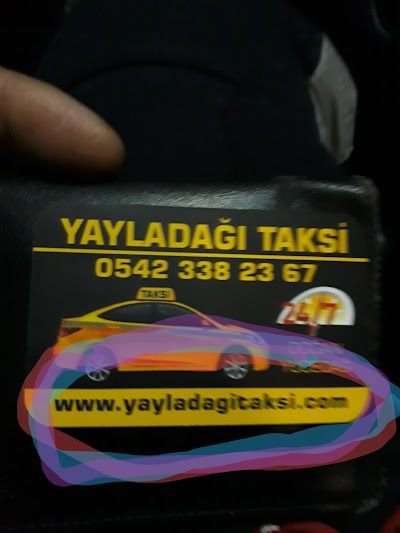 YAYLADAĞI TAKSİ
0542 338 23 67
TAKSİ
24/7
www.yayladagitaksi.com